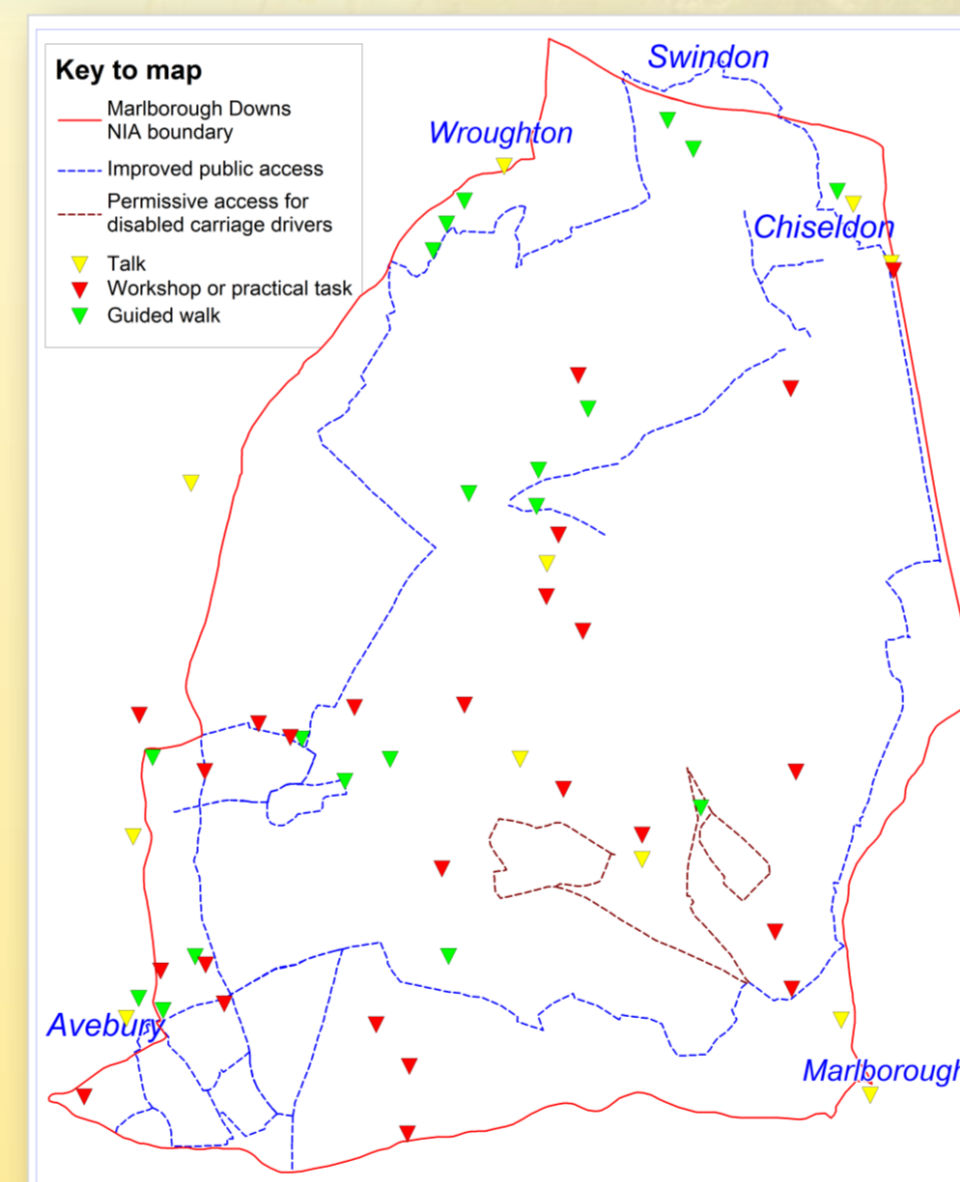 Key to map
Marlborough Downs
NIA boundary
Improved public access
Permissive access for
disabled carriage drivers
Talk
Workshop or practical task
Guided walk
Swindon
Wroughton
Chiseldon
Avebury
Marlborough